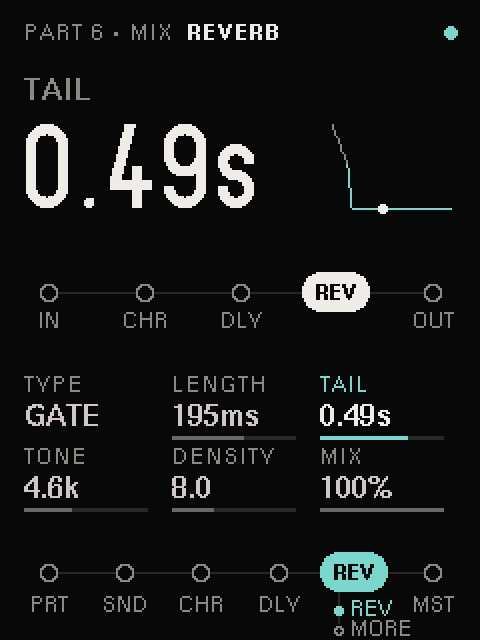 PART 6 · MIX REVERB
TAIL
0.49s
REV
IN CHR DLY OUT
TYPE LENGTH TAIL
GATE 195ms 0.49s
TONE DENSITY MIX
4.6k 8.0 100%
REV
PRT SND CHR DLY MST
REV
MORE